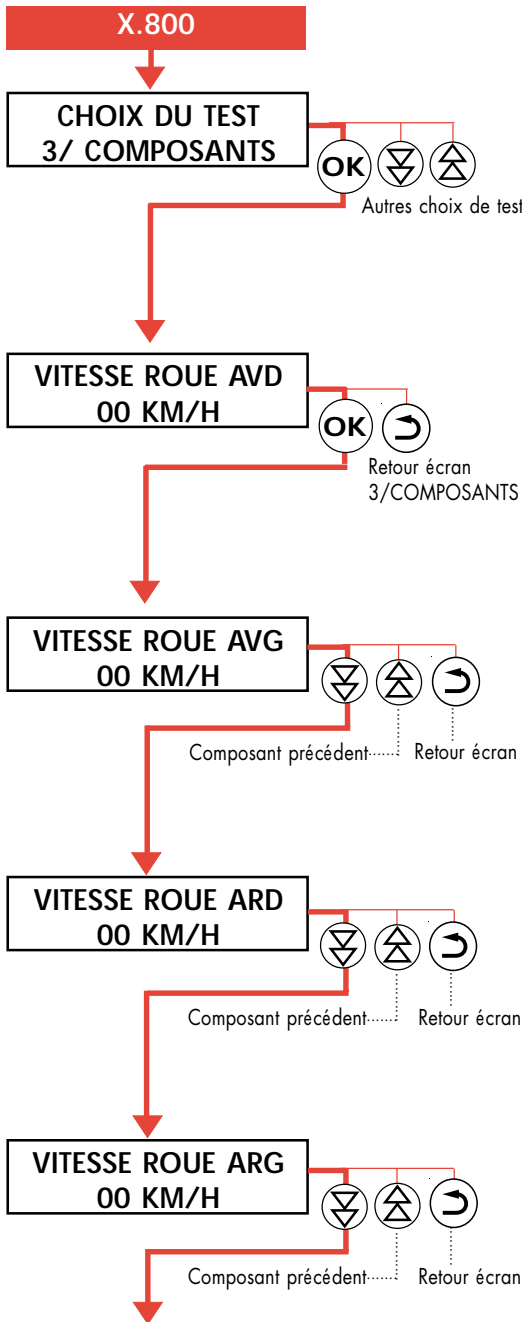 X.800
CHOIX DU TEST
3/ COMPOSANTS
OK
Autres choix de test
VITESSE ROUE AVD
00 KM/H
OK
Retour écran
3/COMPOSANTS
VITESSE ROUE AVG
00 KM/H
Composant précédent
Retour écran
VITESSE ROUE ARD
00 KM/H
Composant précédent
Retour écran
VITESSE ROUE ARG
00 KM/H
Composant précédent
Retour écran